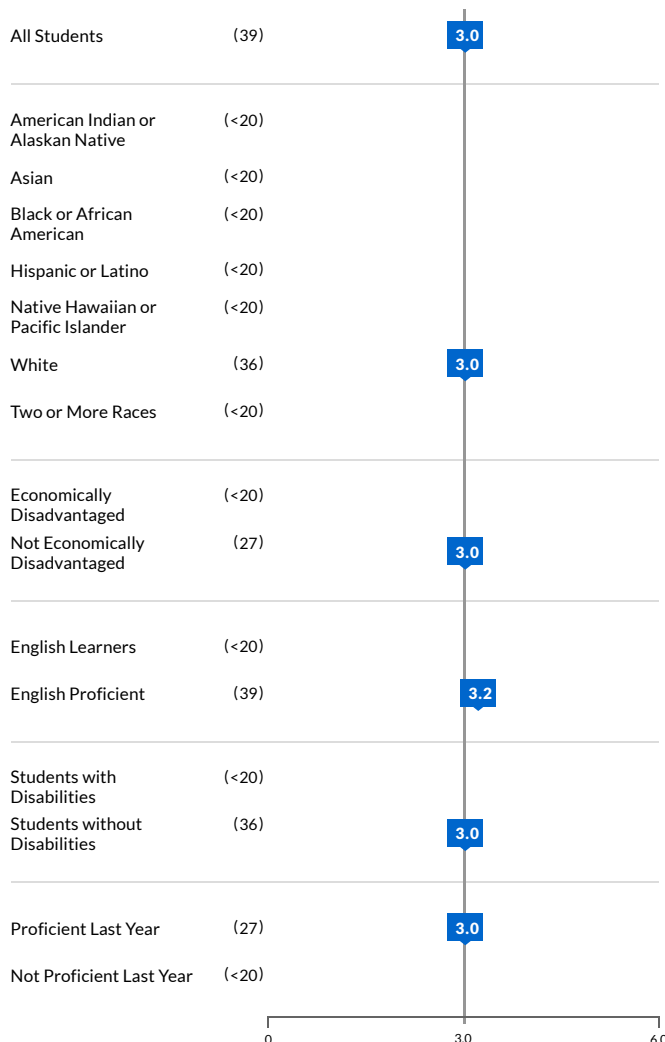 All Students (39) 3.0
American Indian or (<20)
Alaskan Native
Asian (<20)
Black or African (<20)
American
Hispanic or Latino (<20)
Native Hawaiian or (<20)
Pacific Islander
White (36) 3.0
Two or More Races (<20)
Economically (<20)
Disadvantaged
Not Economically (27) 3.0
Disadvantaged
English Learners (<20)
English Proficient (39) 3.2
Students with (<20)
Disabilities
Students without (36) 3.0
Disabilities
Proficient Last Year (27) 3.0
Not Proficient Last Year (<20)
0 3.0 6.0